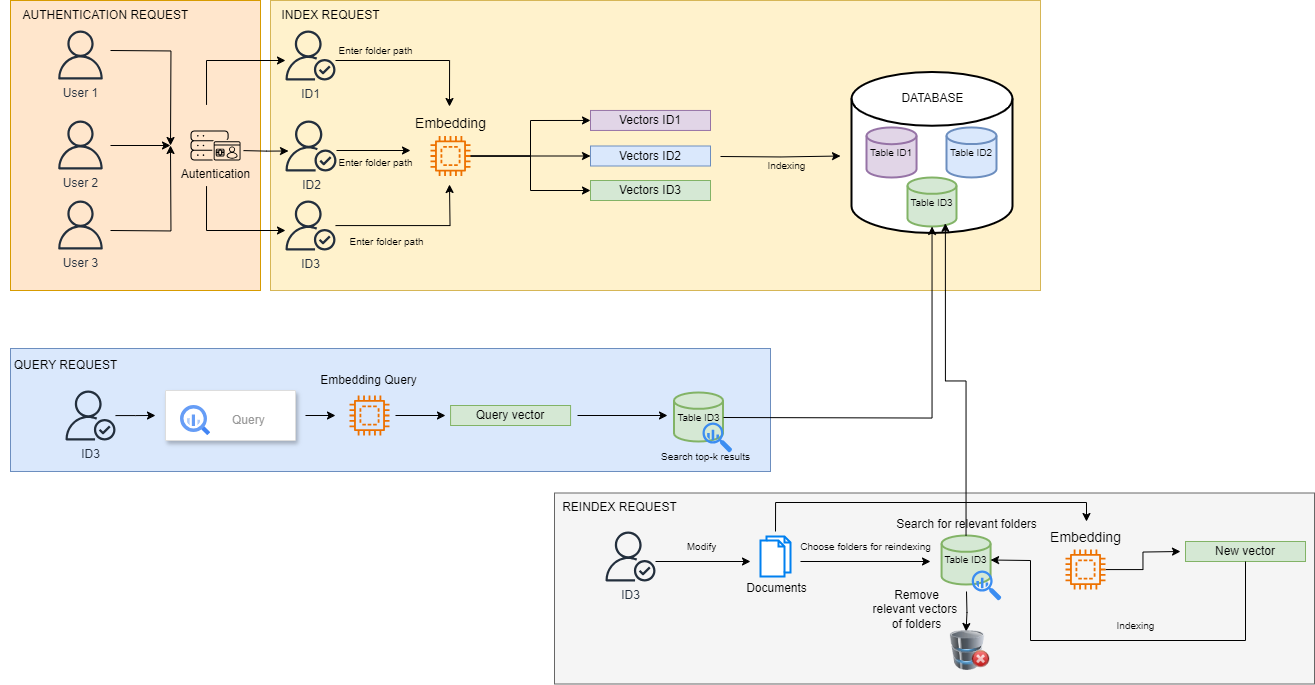 AUTHENTICATION REQUEST
User 1
User 2
User 3
Autentication
INDEX REQUEST
ID1
Enter folder path
ID2
Enter folder path
ID3
Enter folder path
Embedding
Vectors ID1
Vectors ID2
Vectors ID3
Indexing
DATABASE
Table ID1
Table ID2
Table ID3
QUERY REQUEST
ID3
Query
Embedding Query
Query vector
Table ID3
Search top-k results
REINDEX REQUEST
ID3
Modify
Documents
Choose folders for reindexing
Search for relevant folders
Table ID3
Remove
relevant vectors
of folders
Embedding
New vector
Indexing